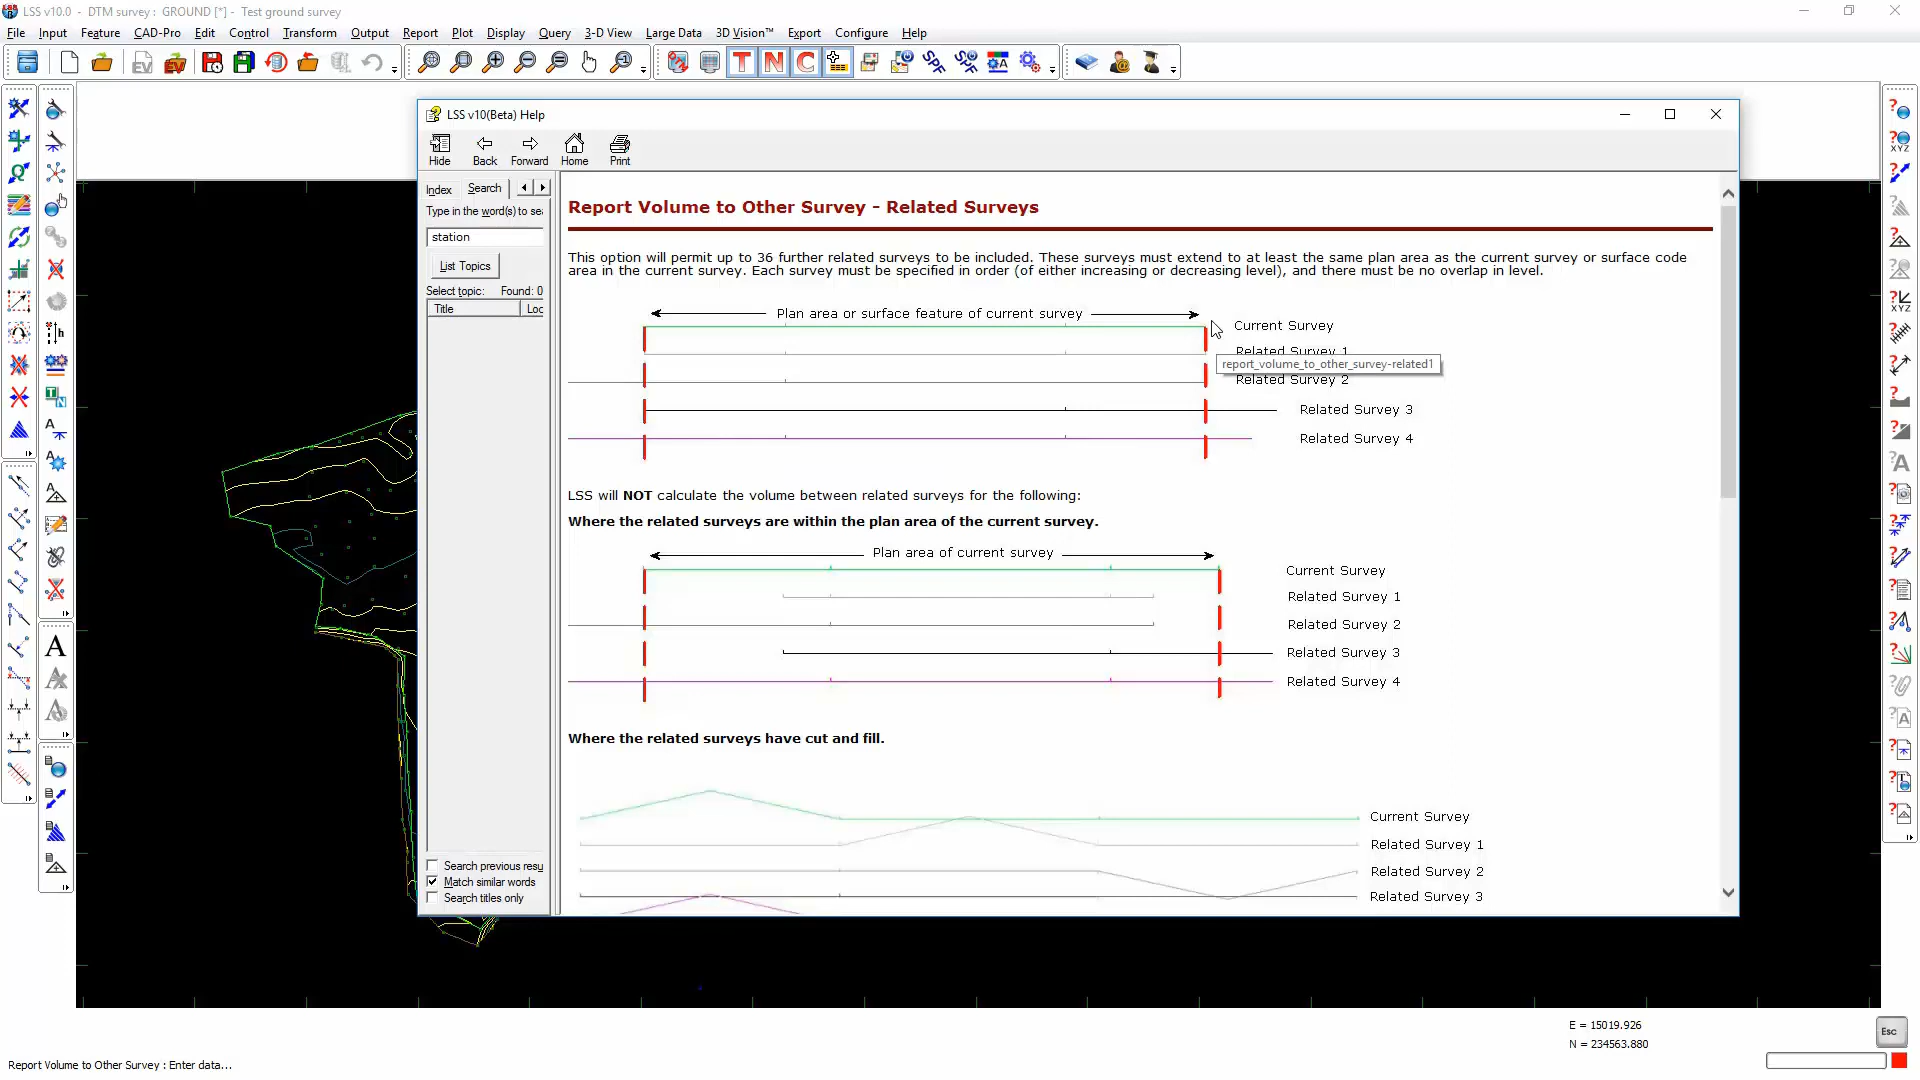 LSS v10.0 - DTM survey : GROUND [*] - Test ground survey
File Input Feature CAD-Pro Edit Control Transform Output Report Plot Display Query 3-D View Large Data 3D Vision™ Export Configure Help
LSS v10(Beta) Help
Hide Back Forward Home Print
Index Search
Type in the word(s) to sea
station
List Topics
Select topic: Found: 0
Title Loc
Search previous resu
Match similar words
Search titles only
Report Volume to Other Survey - Related Surveys
This option will permit up to 36 further related surveys to be included. These surveys must extend to at least the same plan area as the current survey or surface code
area in the current survey. Each survey must be specified in order (of either increasing or decreasing level), and there must be no overlap in level.
Plan area or surface feature of current survey
Current Survey
Related Survey 1
report_volume_to_other_survey-related1
Related Survey 2
Related Survey 3
Related Survey 4
LSS will NOT calculate the volume between related surveys for the following:
Where the related surveys are within the plan area of the current survey.
Plan area of current survey
Current Survey
Related Survey 1
Related Survey 2
Related Survey 3
Related Survey 4
Where the related surveys have cut and fill.
Current Survey
Related Survey 1
Related Survey 2
Related Survey 3
E = 15019.926
N = 234563.880
Esc
Report Volume to Other Survey : Enter data...